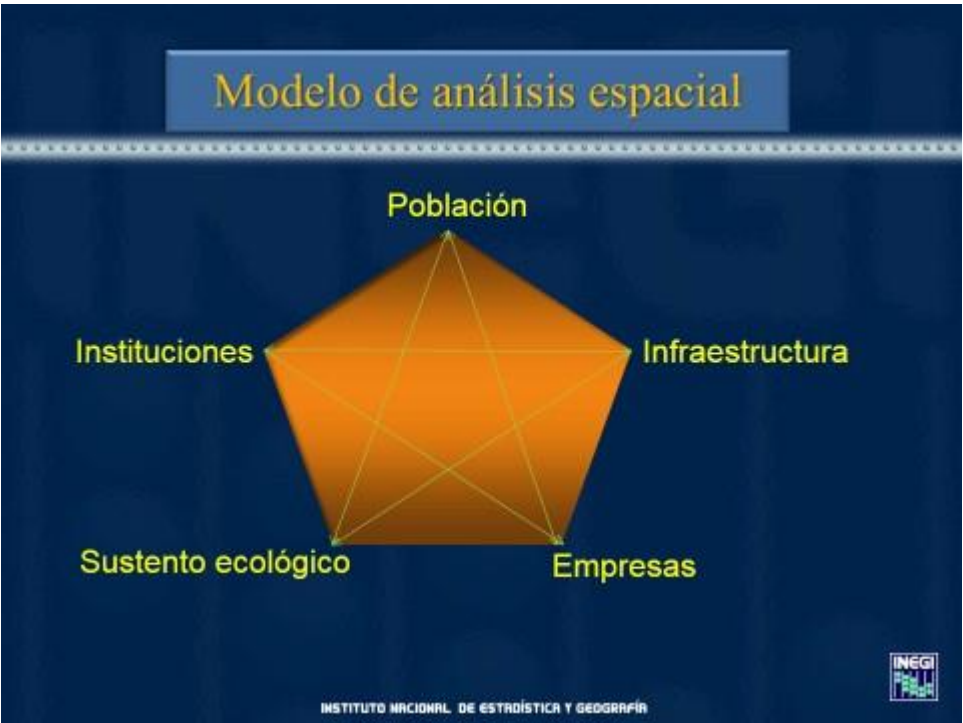 Modelo de análisis espacial
Población
Instituciones
Infraestructura
Sustento ecológico
Empresas
INEGI
INSTITUTO NACIONAL DE ESTADÍSTICA Y GEOGRAFÍA